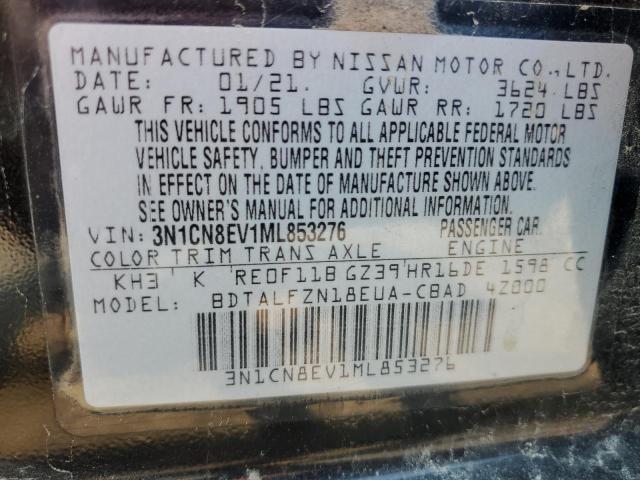 MANUFACTURED BY NISSAN MOTOR CO.,LTD.
DATE: 01/21. GVWR: 3624 LBS
GAWR FR: 1905 LBS GAWR RR: 1720 LBS
THIS VEHICLE CONFORMS TO ALL APPLICABLE FEDERAL MOTOR
VEHICLE SAFETY, BUMPER AND THEFT PREVENTION STANDARDS
IN EFFECT ON THE DATE OF MANUFACTURE SHOWN ABOVE.
SEE OWNER'S MANUAL FOR ADDITIONAL INFORMATION
VIN: 3N1CN8EV1ML853276 PASSENGER CAR.
COLOR TRIM TRANS AXLE ENGINE
KH3 K RE0F11B GZ39 HR16DE 1598 CC
MODEL: BDTALFZN18EUA-CBAD 4Z000
3N1CN8EV1ML853276